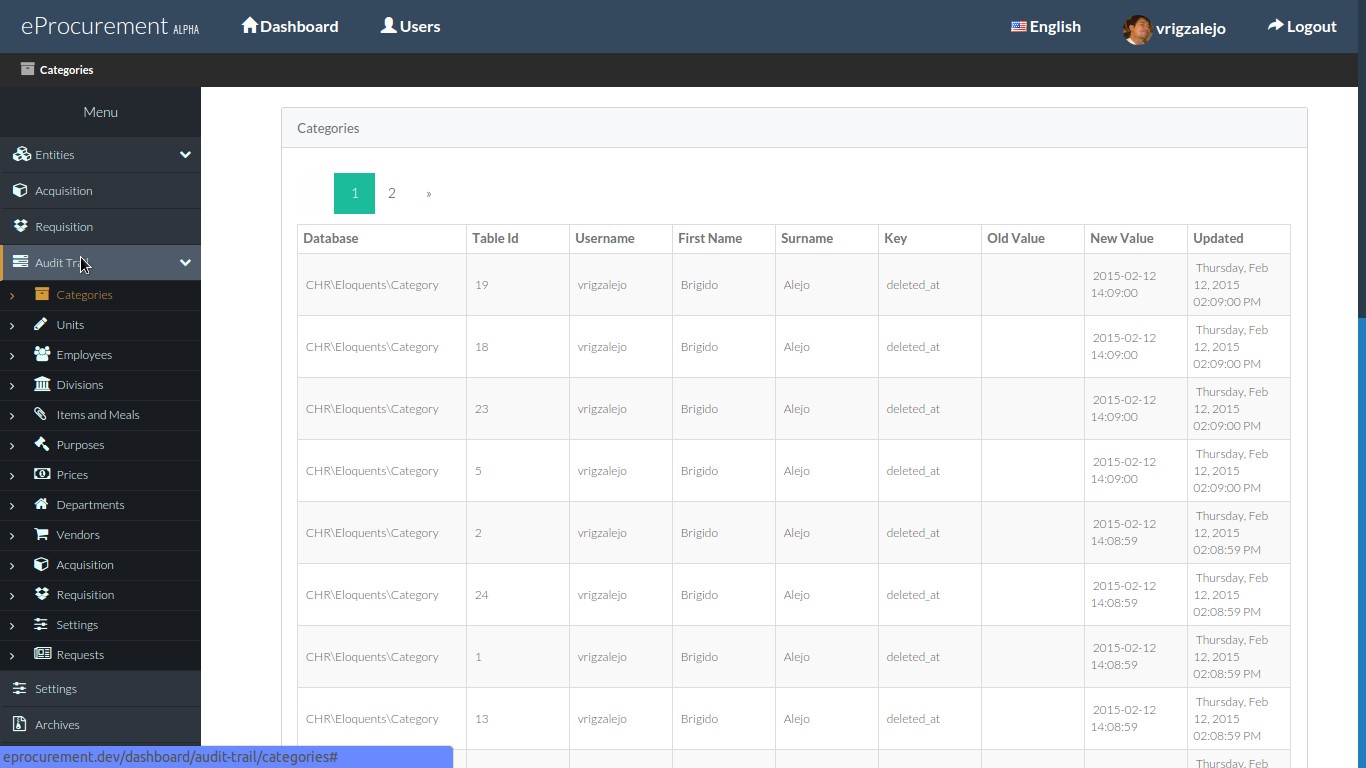 eProcurement ALPHA Dashboard Users English vrigzalejo Logout
Categories
Menu
Entities
Acquisition
Requisition
Audit
Categories
Units
Employees
Divisions
Items and Meals
Purposes
Prices
Departments
Vendors
Acquisition
Requisition
Settings
Requests
Settings
Archives
Categories
1 2 »
Database Table Id Username First Name Surname Key Old Value New Value Updated
CHR\Eloquents\Category 19 vrigzalejo Brigido Alejo deleted_at 2015-02-12 14:09:00 Thursday, Feb 12, 2015 02:09:00 PM
CHR\Eloquents\Category 18 vrigzalejo Brigido Alejo deleted_at 2015-02-12 14:09:00 Thursday, Feb 12, 2015 02:09:00 PM
CHR\Eloquents\Category 23 vrigzalejo Brigido Alejo deleted_at 2015-02-12 14:09:00 Thursday, Feb 12, 2015 02:09:00 PM
CHR\Eloquents\Category 5 vrigzalejo Brigido Alejo deleted_at 2015-02-12 14:09:00 Thursday, Feb 12, 2015 02:09:00 PM
CHR\Eloquents\Category 2 vrigzalejo Brigido Alejo deleted_at 2015-02-12 14:08:59 Thursday, Feb 12, 2015 02:08:59 PM
CHR\Eloquents\Category 24 vrigzalejo Brigido Alejo deleted_at 2015-02-12 14:08:59 Thursday, Feb 12, 2015 02:08:59 PM
CHR\Eloquents\Category 1 vrigzalejo Brigido Alejo deleted_at 2015-02-12 14:08:59 Thursday, Feb 12, 2015 02:08:59 PM
CHR\Eloquents\Category 13 vrigzalejo Brigido Alejo deleted_at 2015-02-12 14:08:59 Thursday, Feb 12, 2015 02:08:59 PM
Thursday, Feb
eprocurement.dev/dashboard/audit-trail/categories#